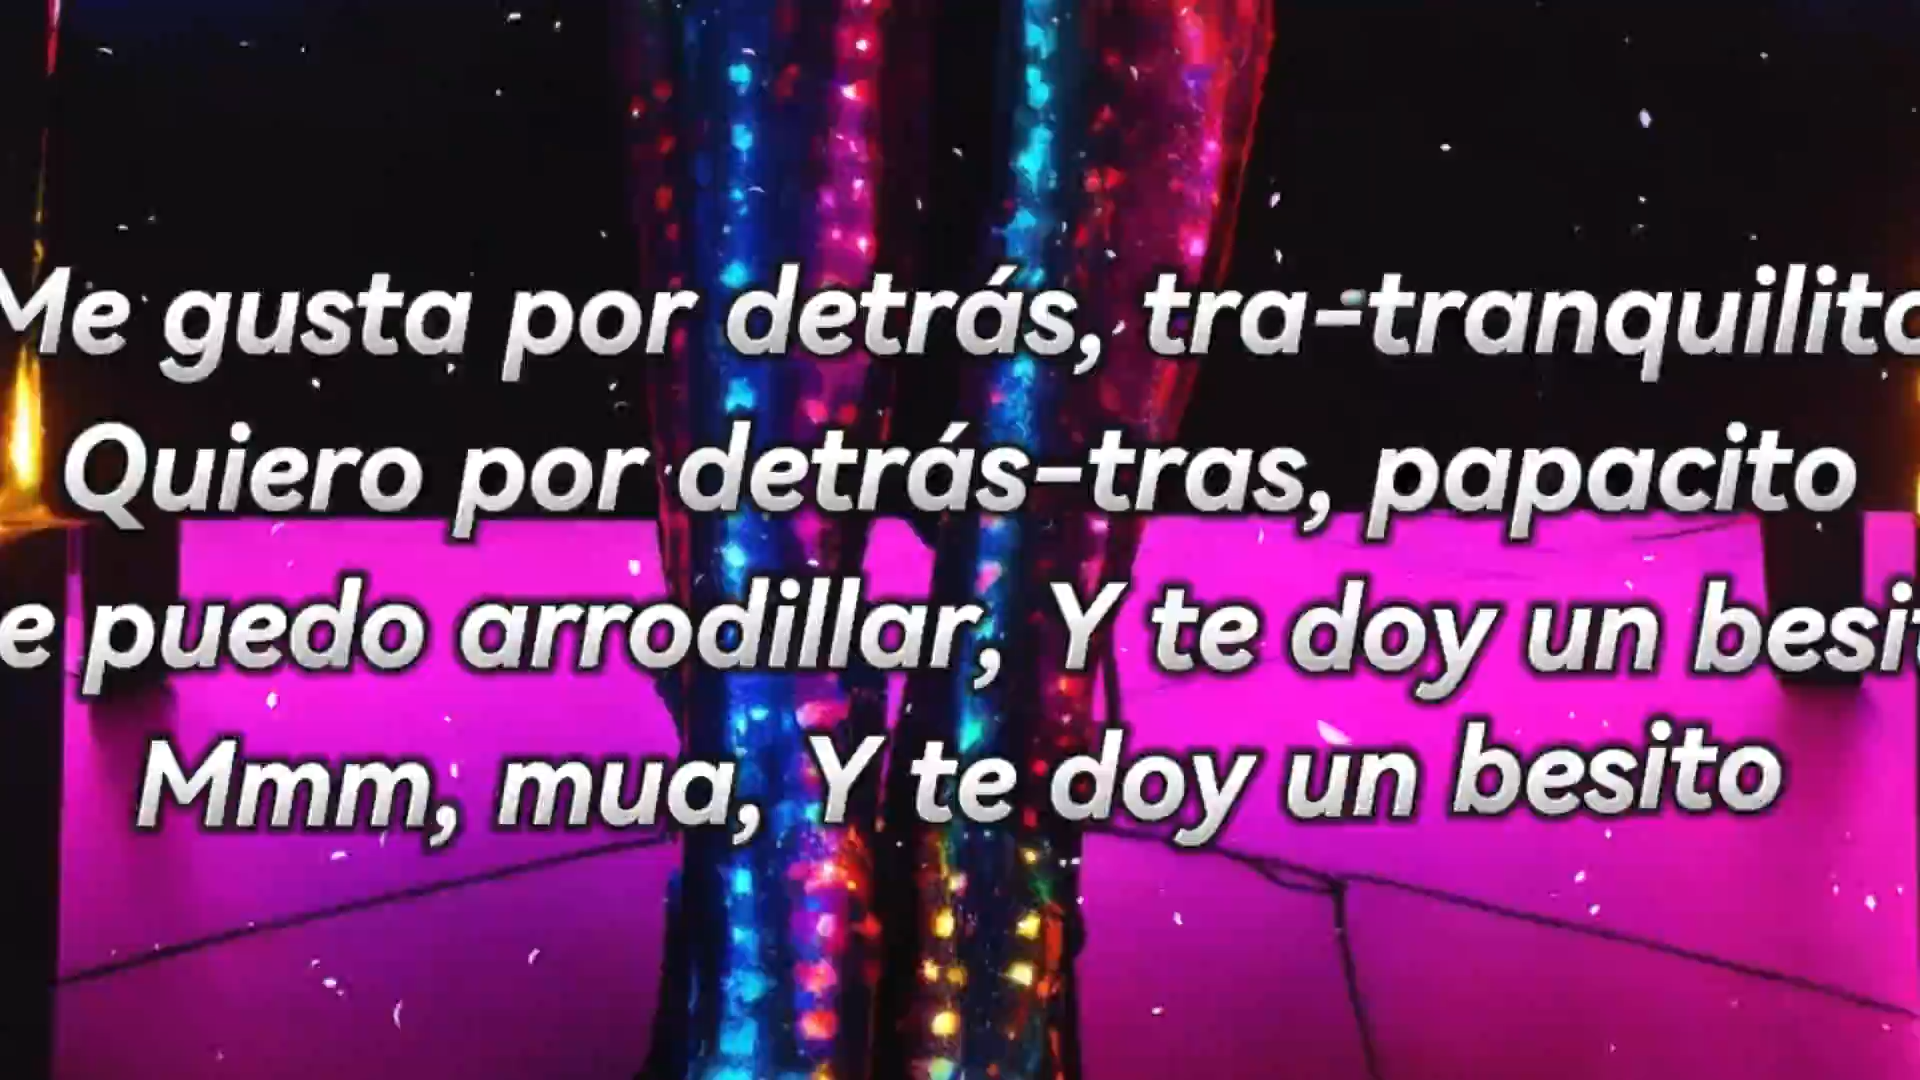 Me gusta por detrás, tra-tranquilito
Quiero por detrás-tras, papacito
e puedo arrodillar, Y te doy un besit
Mmm, mua, Y te doy un besito